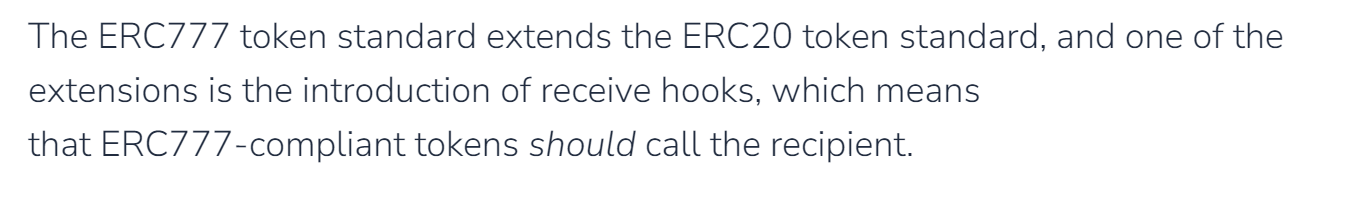 The ERC777 token standard extends the ERC20 token standard, and one of the
extensions is the introduction of receive hooks, which means
that ERC777-compliant tokens should call the recipient.